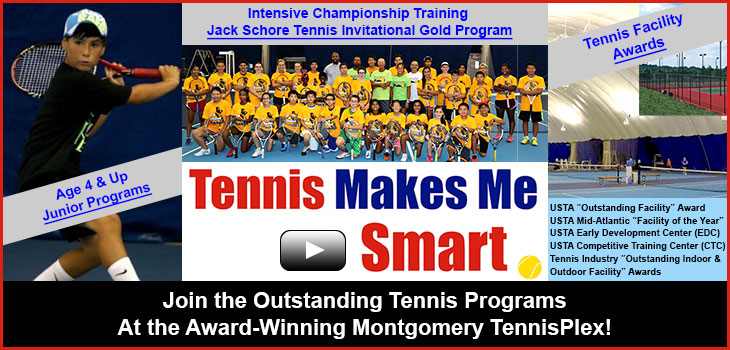 Intensive Championship Training
Jack Schore Tennis Invitational Gold Program
Tennis Facility
Awards
Age 4 & Up
Junior Programs
Tennis Makes Me
Smart
USTA “Outstanding Facility” Award
USTA Mid-Atlantic “Facility of the Year”
USTA Early Development Center (EDC)
USTA Competitive Training Center (CTC)
Tennis Industry “Outstanding Indoor &
Outdoor Facility” Awards
Join the Outstanding Tennis Programs
At the Award-Winning Montgomery TennisPlex!